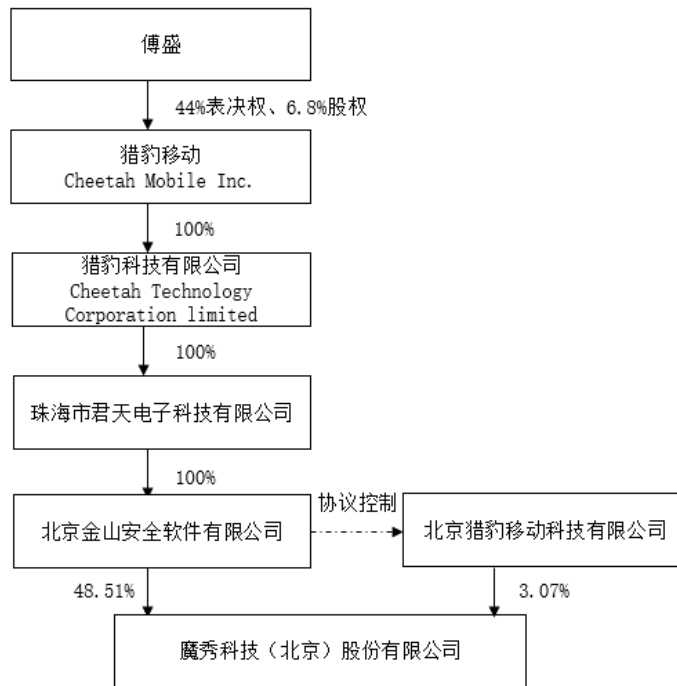 傅盛
44%表决权、6.8%股权
猎豹移动
Cheetah Mobile Inc.
100%
猎豹科技有限公司
Cheetah Technology
Corporation limited
100%
珠海市君天电子科技有限公司
100%
协议控制
北京金山安全软件有限公司
北京猎豹移动科技有限公司
48.51%
3.07%
魔秀科技（北京）股份有限公司